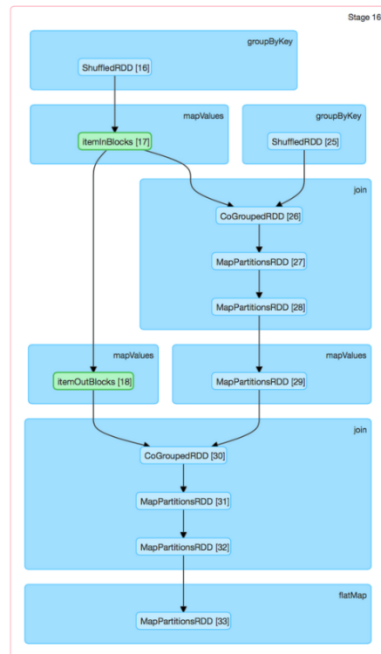 Stage 16
groupByKey
ShuffledRDD [16]
mapValues
groupByKey
itemInBlocks [17]
ShuffledRDD [25]
join
CoGroupedRDD [26]
MapPartitionsRDD [27]
MapPartitionsRDD [28]
mapValues
mapValues
itemOutBlocks [18]
MapPartitionsRDD [29]
join
CoGroupedRDD [30]
MapPartitionsRDD [31]
MapPartitionsRDD [32]
flatMap
MapPartitionsRDD [33]